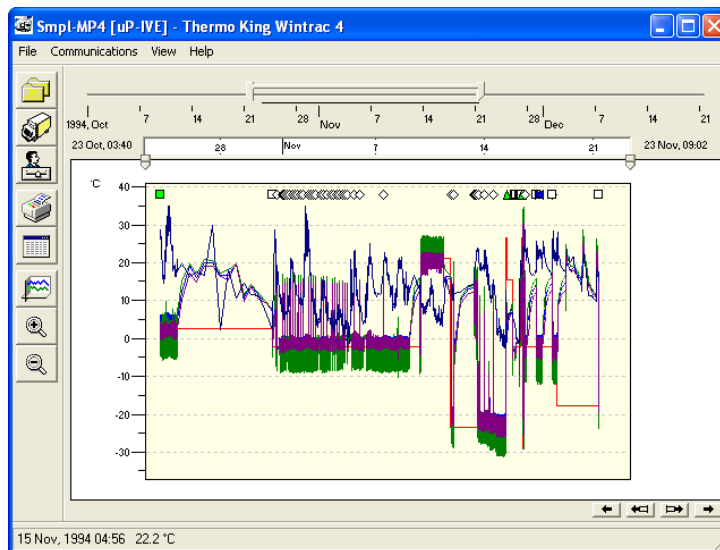 Smpl-MP4 [uP-IVE] - Thermo King Wintrac 4
File Communications View Help
7 14 21 28 7 14 21 28 7 14 21
1994, Oct Nov Dec
23 Oct, 03:40 28 Nov 7 14 21 23 Nov, 09:02
°C
40
30
20
10
0
-10
-20
-30
15 Nov, 1994 04:56 22.2 °C